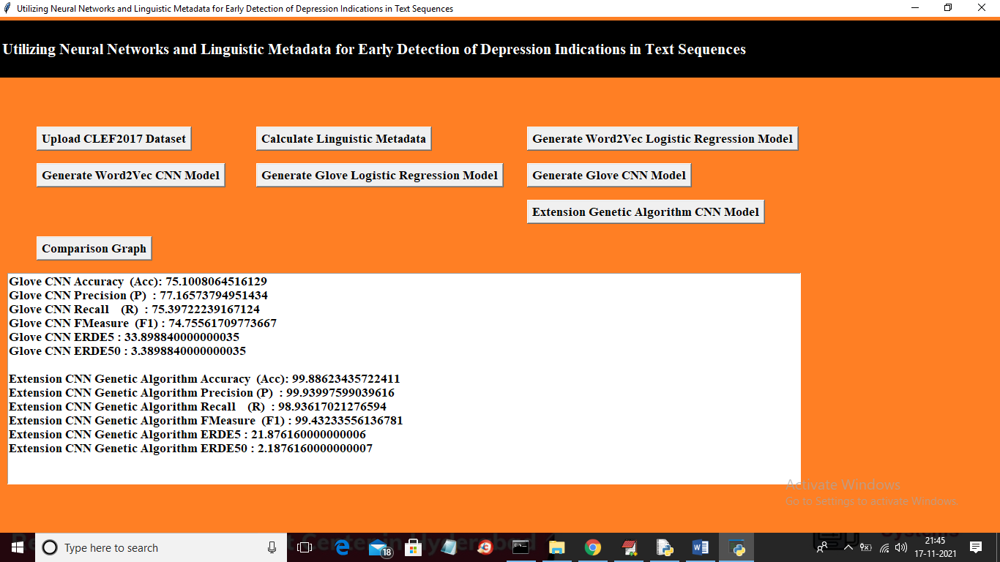 Utilizing Neural Networks and Linguistic Metadata for Early Detection of Depression Indications in Text Sequences
Utilizing Neural Networks and Linguistic Metadata for Early Detection of Depression Indications in Text Sequences
Upload CLEF2017 Dataset
Calculate Linguistic Metadata
Generate Word2Vec Logistic Regression Model
Generate Word2Vec CNN Model
Generate Glove Logistic Regression Model
Generate Glove CNN Model
Extension Genetic Algorithm CNN Model
Comparison Graph
Glove CNN Accuracy  (Acc): 75.1008064516129
Glove CNN Precision (P)  : 77.16573794951434
Glove CNN Recall    (R)  : 75.39722239167124
Glove CNN FMeasure  (F1) : 74.75561709773667
Glove CNN ERDE5 : 33.898840000000035
Glove CNN ERDE50 : 3.3898840000000035
Extension CNN Genetic Algorithm Accuracy  (Acc): 99.88623435722411
Extension CNN Genetic Algorithm Precision (P)  : 99.93997599039616
Extension CNN Genetic Algorithm Recall    (R)  : 98.93617021276594
Extension CNN Genetic Algorithm FMeasure  (F1) : 99.43233556136781
Extension CNN Genetic Algorithm ERDE5 : 21.876160000000006
Extension CNN Genetic Algorithm ERDE50 : 2.1876160000000007
Activate Windows
Go to Settings to activate Windows.
Type here to search
18
21:45
17-11-2021